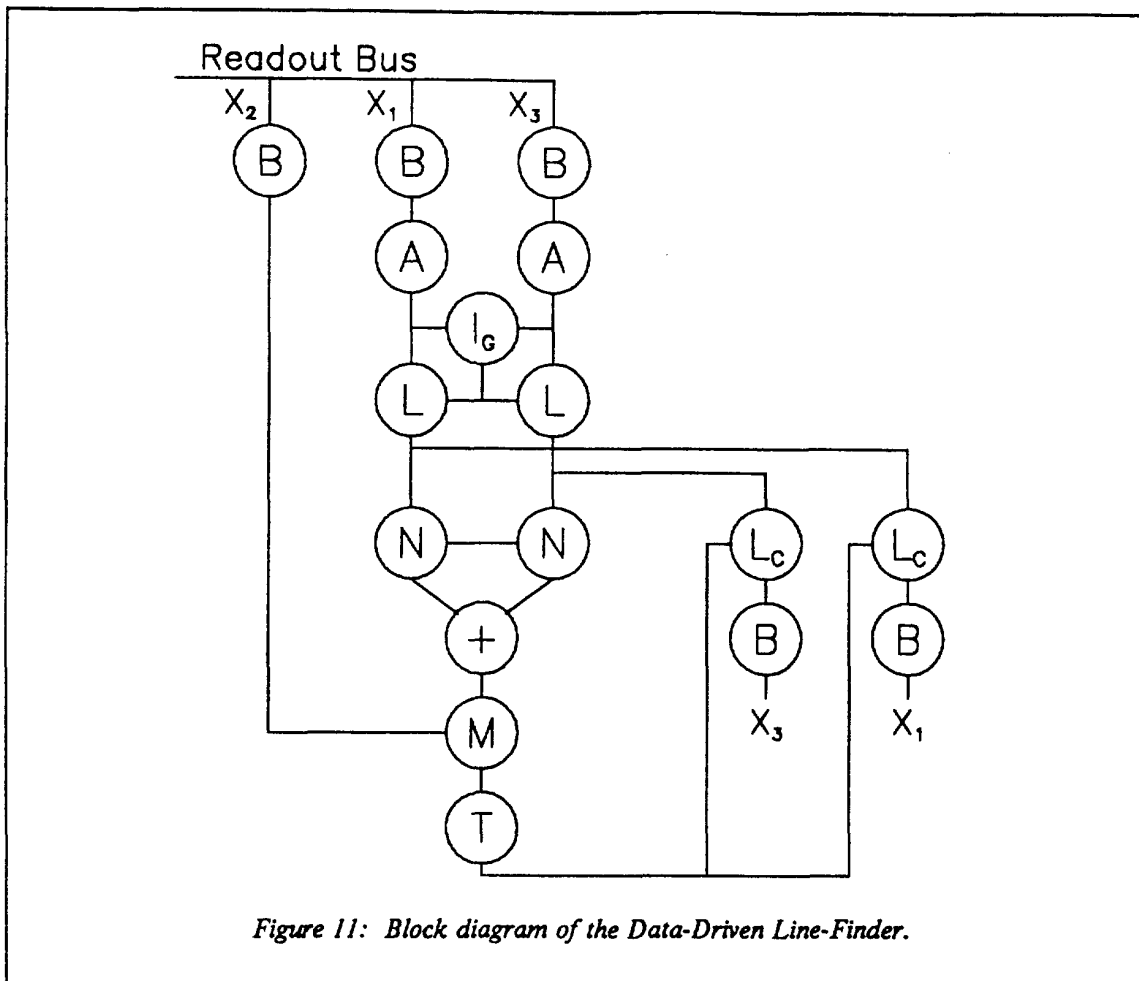 Readout Bus
X₂ X₁ X₃
B B B
A A
I_G
L L
N N L_C L_C
+ B B
M X₃ X₁
T
Figure 11: Block diagram of the Data-Driven Line-Finder.